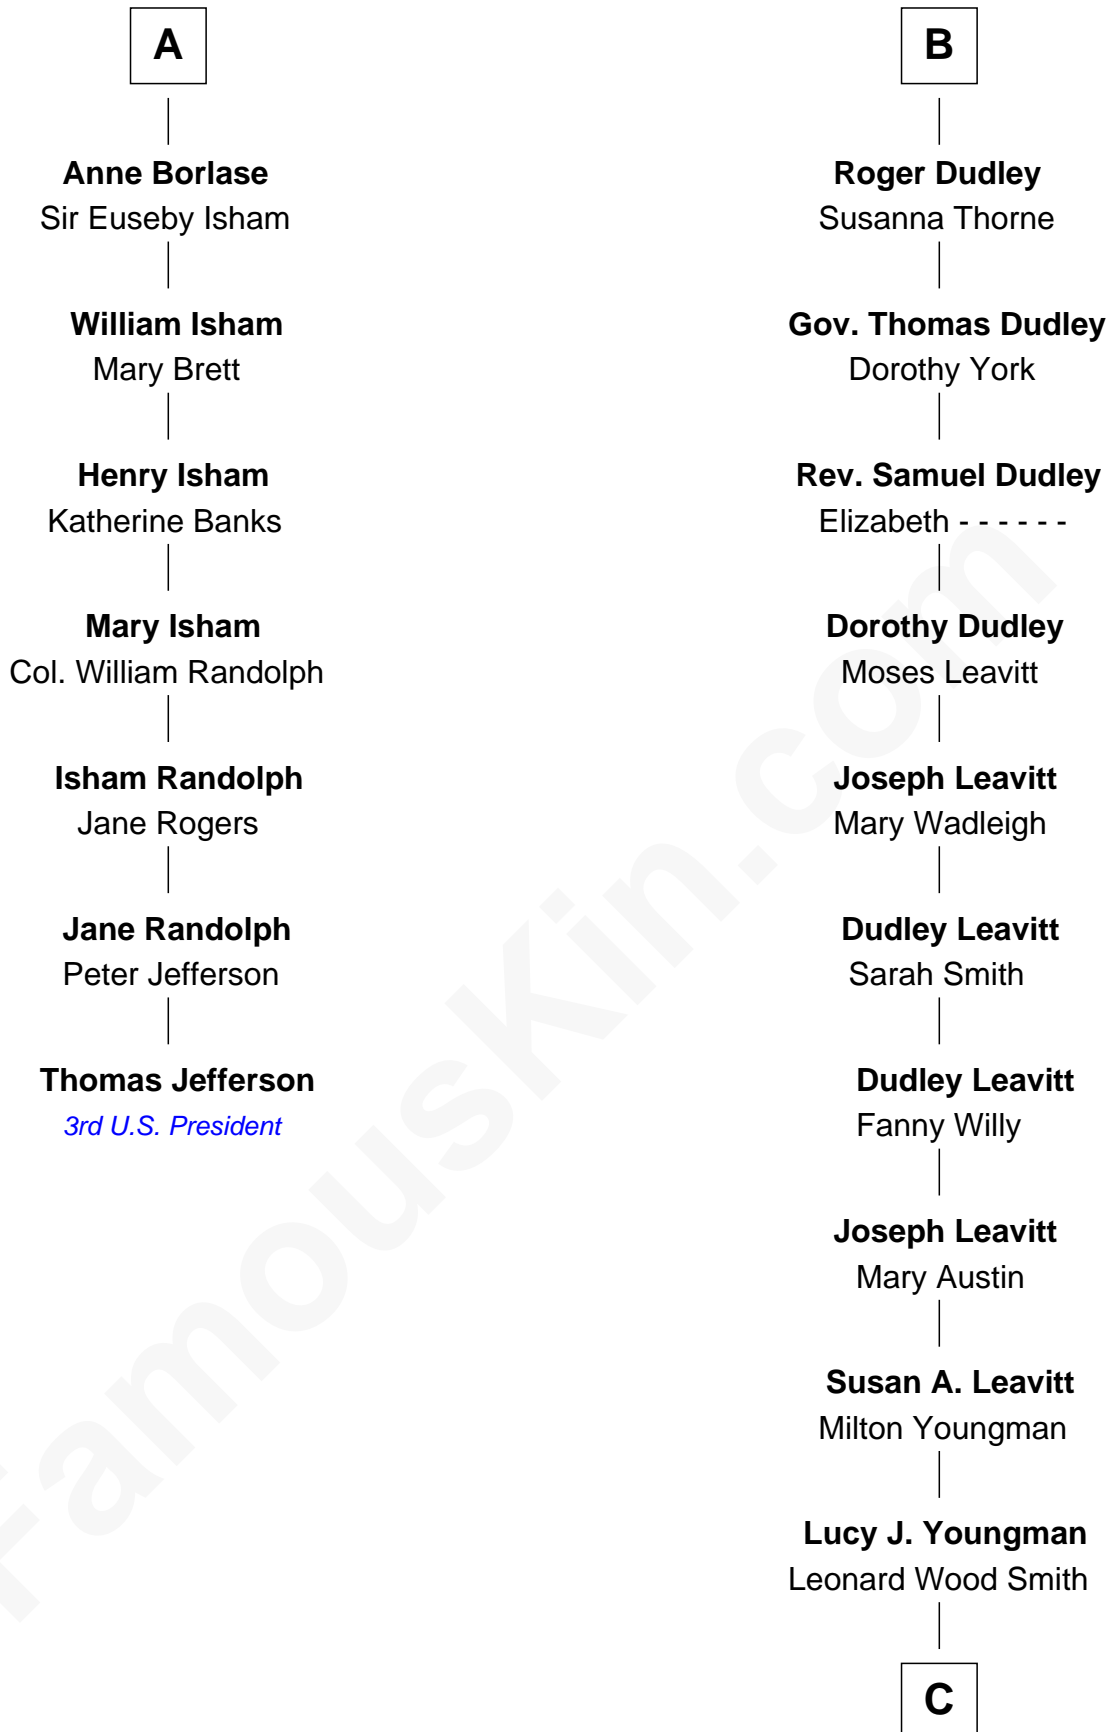 A
Anne Borlase
Sir Euseby Isham
William Isham
Mary Brett
Henry Isham
Katherine Banks
Mary Isham
Col. William Randolph
Isham Randolph
Jane Rogers
Jane Randolph
Peter Jefferson
Thomas Jefferson
3rd U.S. President
B
Roger Dudley
Susanna Thorne
Gov. Thomas Dudley
Dorothy York
Rev. Samuel Dudley
Elizabeth - - - - - -
Dorothy Dudley
Moses Leavitt
Joseph Leavitt
Mary Wadleigh
Dudley Leavitt
Sarah Smith
Dudley Leavitt
Fanny Willy
Joseph Leavitt
Mary Austin
Susan A. Leavitt
Milton Youngman
Lucy J. Youngman
Leonard Wood Smith
C
FamousKin.com